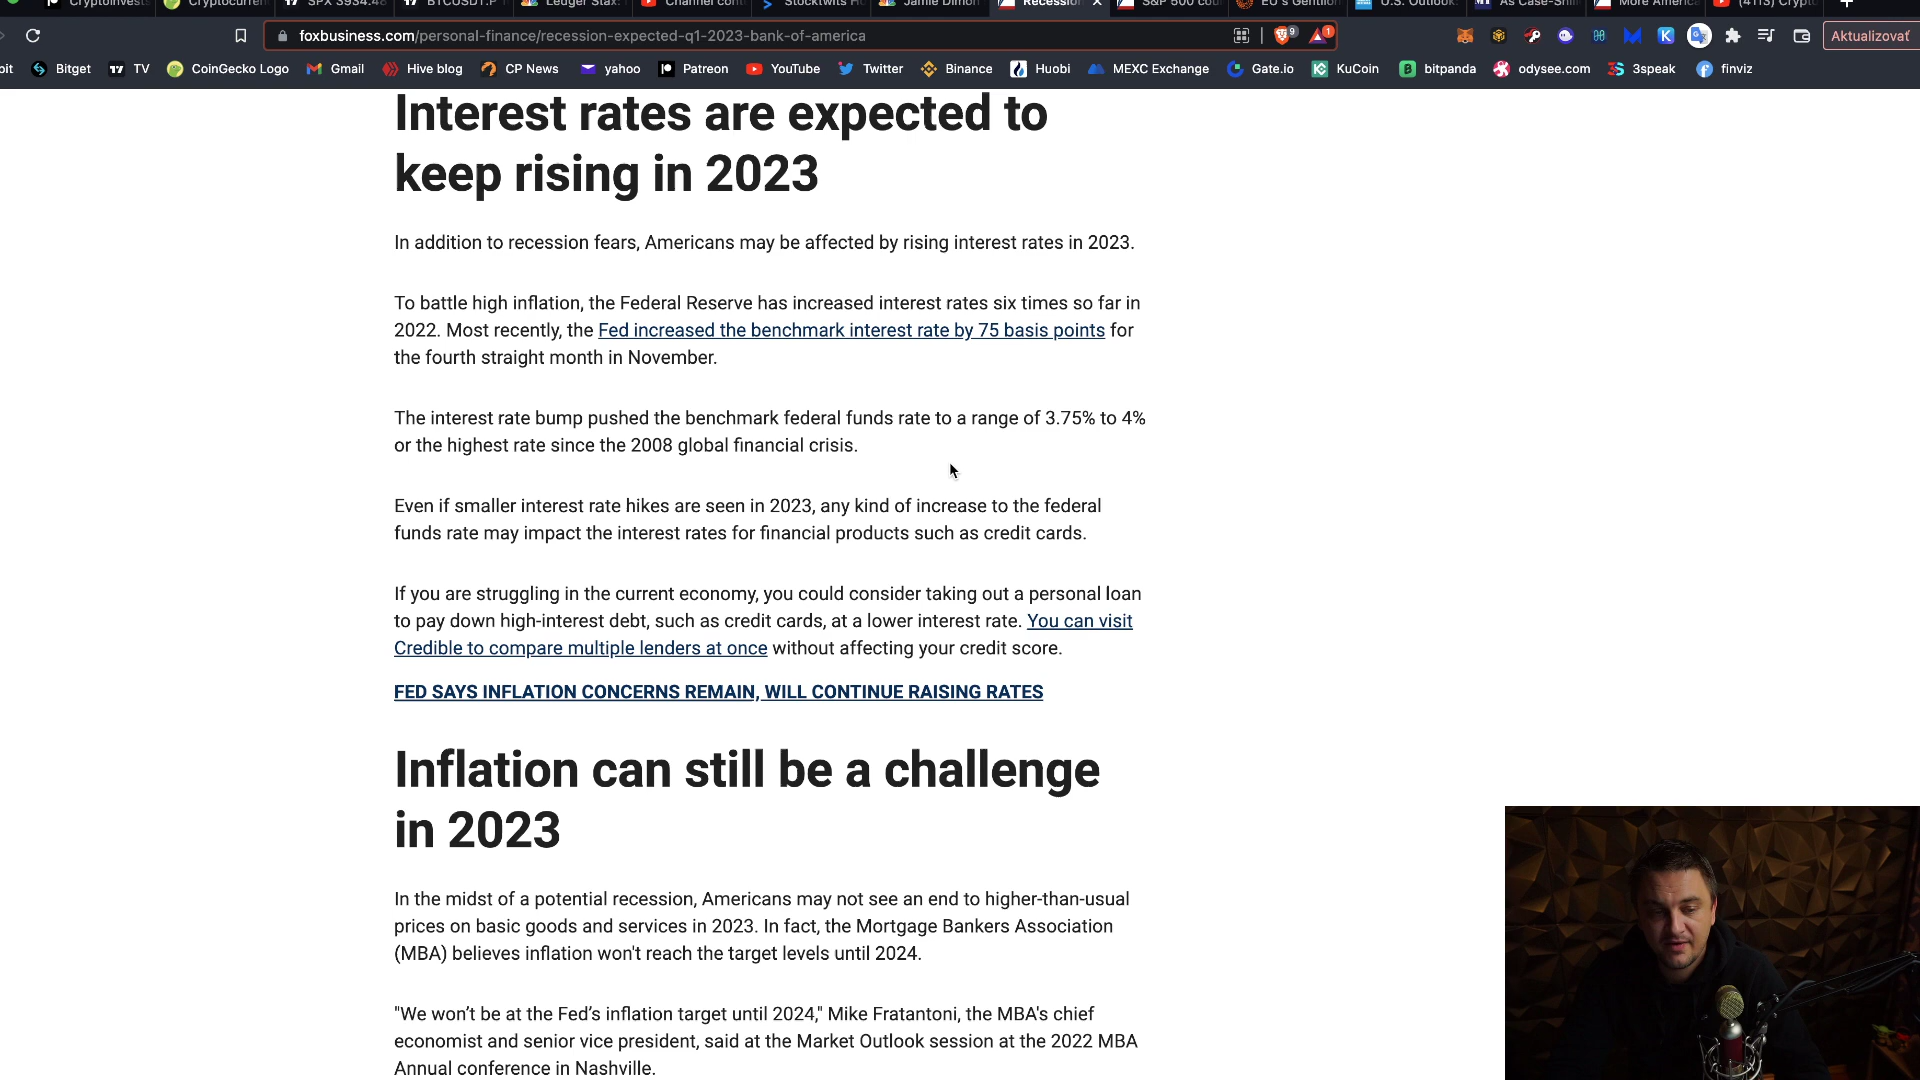 Cryptoinvest
Cryptocurren
SPX 3934.48
BTCUSDT.P
Ledger Stax:
Channel cont
Stocktwits
Jamie Dimon
Recession
S&P 500 cou
EU's Gentilon
U.S. Outlook:
As Case-Shill
More America
(4113) Crypt
foxbusiness.com/personal-finance/recession-expected-q1-2023-bank-of-america
9
1
Aktualizovať
Bitget TV CoinGecko Logo Gmail Hive blog CP News yahoo Patreon YouTube Twitter Binance Huobi MEXC Exchange Gate.io KuCoin bitpanda odysee.com 3speak finviz
Interest rates are expected to
keep rising in 2023
In addition to recession fears, Americans may be affected by rising interest rates in 2023.
To battle high inflation, the Federal Reserve has increased interest rates six times so far in
2022. Most recently, the Fed increased the benchmark interest rate by 75 basis points for
the fourth straight month in November.
The interest rate bump pushed the benchmark federal funds rate to a range of 3.75% to 4%
or the highest rate since the 2008 global financial crisis.
Even if smaller interest rate hikes are seen in 2023, any kind of increase to the federal
funds rate may impact the interest rates for financial products such as credit cards.
If you are struggling in the current economy, you could consider taking out a personal loan
to pay down high-interest debt, such as credit cards, at a lower interest rate. You can visit
Credible to compare multiple lenders at once without affecting your credit score.
FED SAYS INFLATION CONCERNS REMAIN, WILL CONTINUE RAISING RATES
Inflation can still be a challenge
in 2023
In the midst of a potential recession, Americans may not see an end to higher-than-usual
prices on basic goods and services in 2023. In fact, the Mortgage Bankers Association
(MBA) believes inflation won't reach the target levels until 2024.
"We won’t be at the Fed’s inflation target until 2024," Mike Fratantoni, the MBA's chief
economist and senior vice president, said at the Market Outlook session at the 2022 MBA
Annual conference in Nashville.